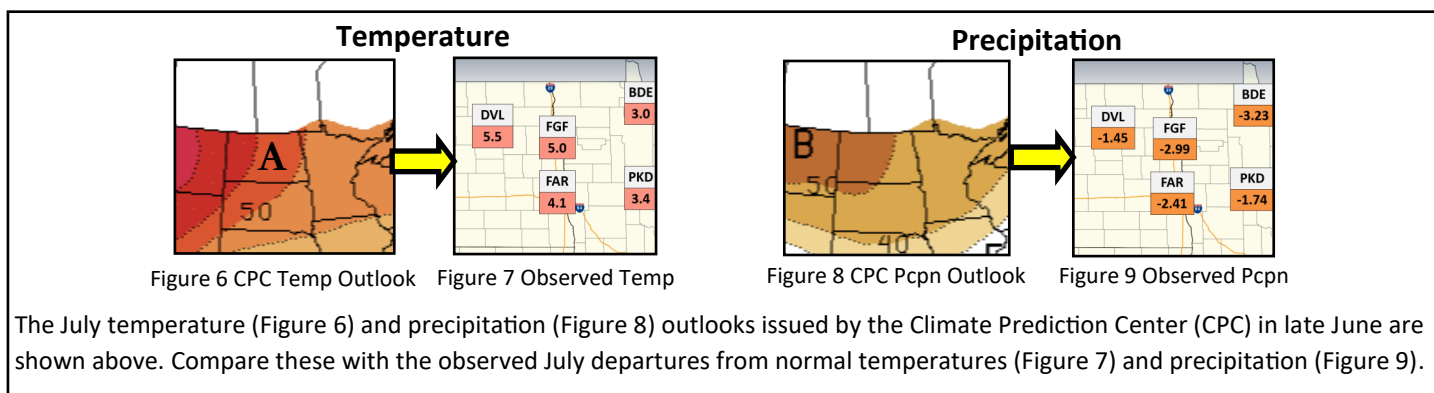 Temperature
Precipitation
A
50
DVL
5.5
FGF
5.0
BDE
3.0
FAR
4.1
PKD
3.4
B
50
40
DVL
-1.45
FGF
-2.99
BDE
-3.23
FAR
-2.41
PKD
-1.74
Figure 6 CPC Temp Outlook
Figure 7 Observed Temp
Figure 8 CPC Pcpn Outlook
Figure 9 Observed Pcpn
The July temperature (Figure 6) and precipitation (Figure 8) outlooks issued by the Climate Prediction Center (CPC) in late June are
shown above. Compare these with the observed July departures from normal temperatures (Figure 7) and precipitation (Figure 9).